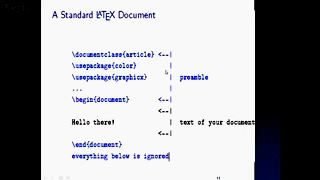 A Standard LATEX Document
\documentclass{article} <--|
\usepackage{color} |
\usepackage{graphicx} | preamble
... |
\begin{document} <--|
<--|
Hello there! | text of your document
<--|
\end{document}
everything below is ignored